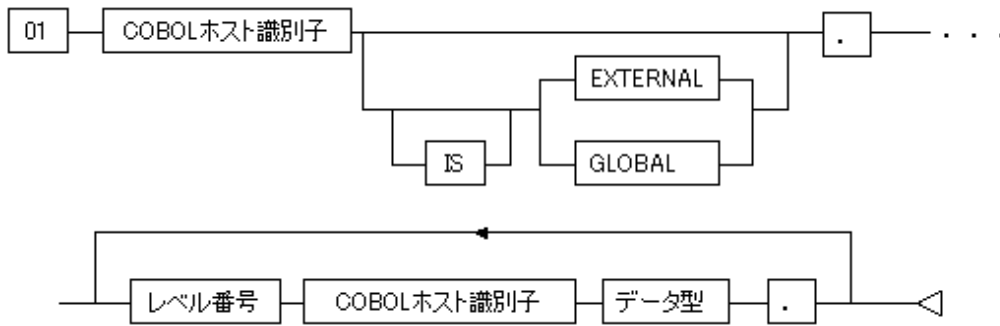 01 COBOLホスト識別子 . ・・・
EXTERNAL
IS
GLOBAL
レベル番号 COBOLホスト識別子 データ型 .